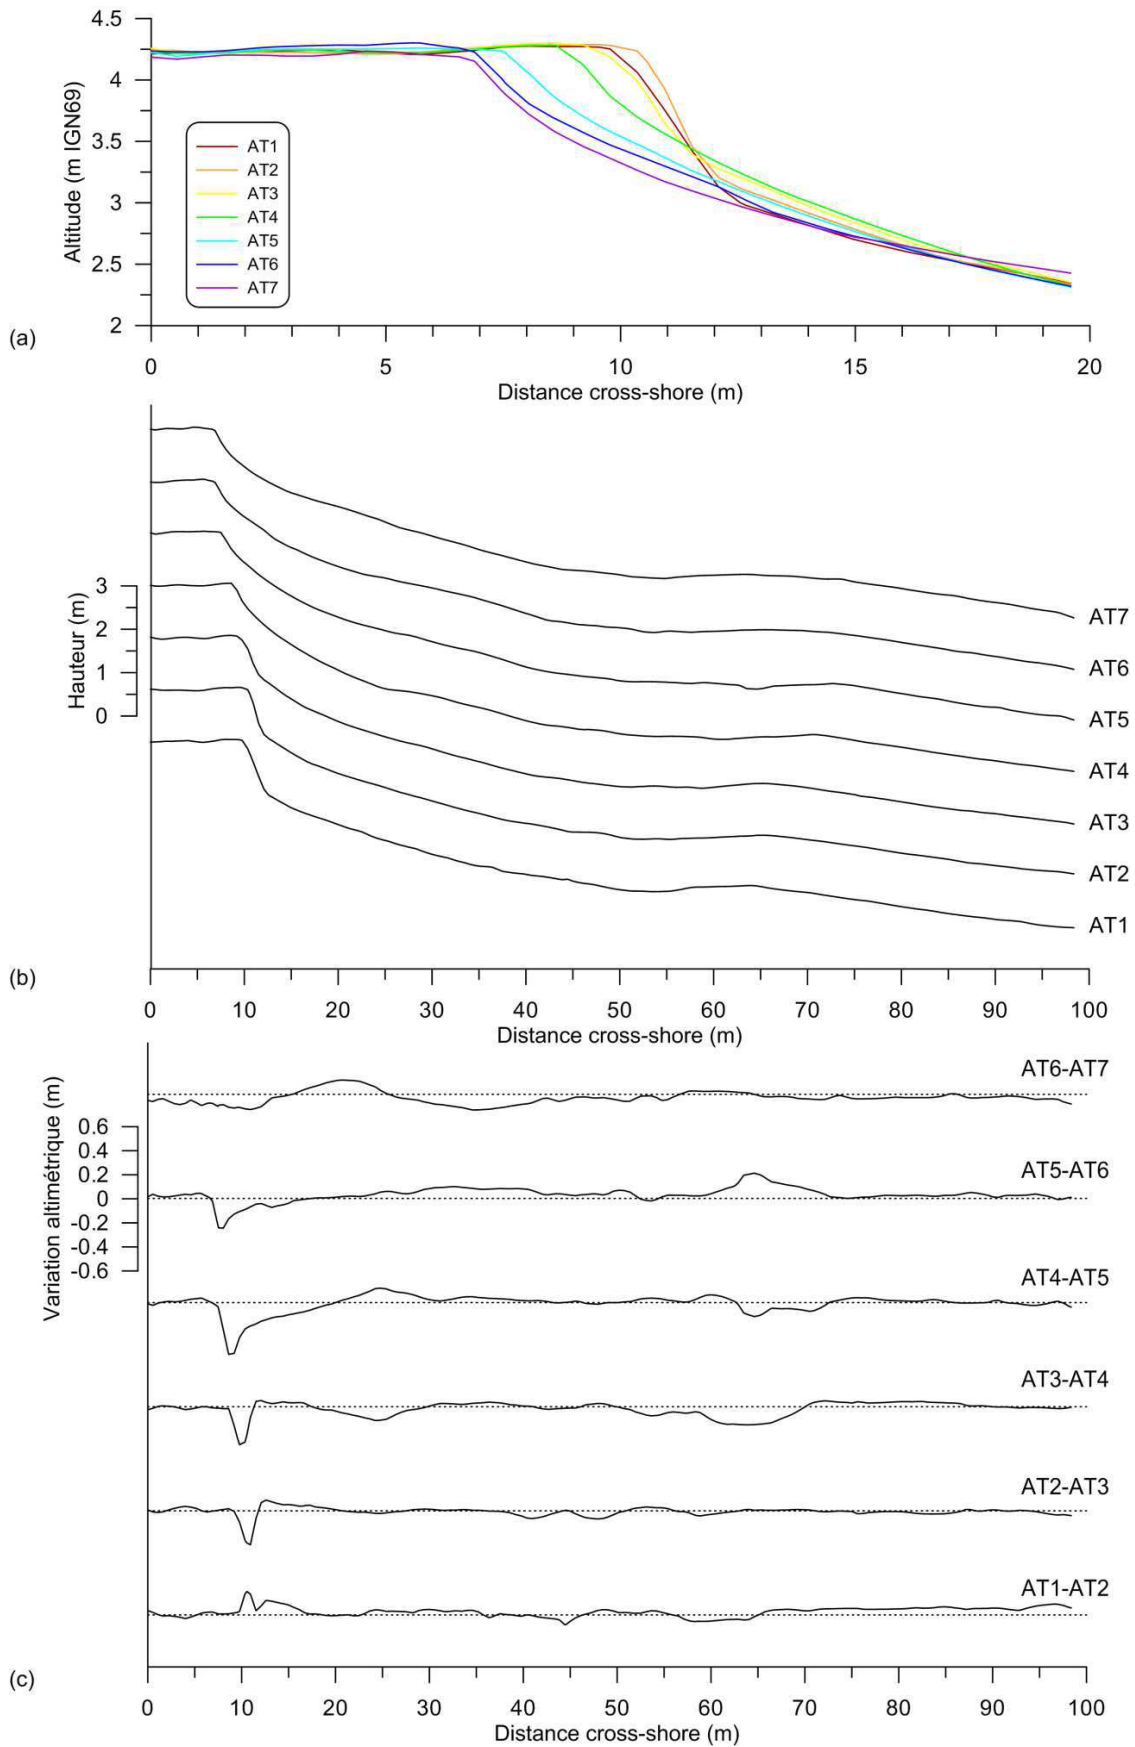 4.5
4
3.5
3
2.5
2
Altitude (m IGN69)
AT1
AT2
AT3
AT4
AT5
AT6
AT7
(a)
0 5 10 15 20
Distance cross-shore (m)
3
2
1
0
Hauteur (m)
AT7
AT6
AT5
AT4
AT3
AT2
AT1
(b)
0 10 20 30 40 50 60 70 80 90 100
Distance cross-shore (m)
Variation altimétrique (m)
0.6
0.4
0.2
0
-0.2
-0.4
-0.6
AT6-AT7
AT5-AT6
AT4-AT5
AT3-AT4
AT2-AT3
AT1-AT2
(c)
0 10 20 30 40 50 60 70 80 90 100
Distance cross-shore (m)